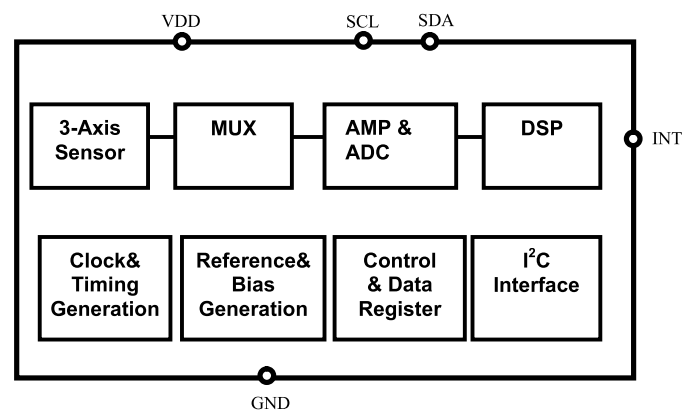 VDD
SCL
SDA
3-Axis
Sensor
MUX
AMP &
ADC
DSP
INT
Clock&
Timing
Generation
Reference&
Bias
Generation
Control
& Data
Register
I²C
Interface
GND